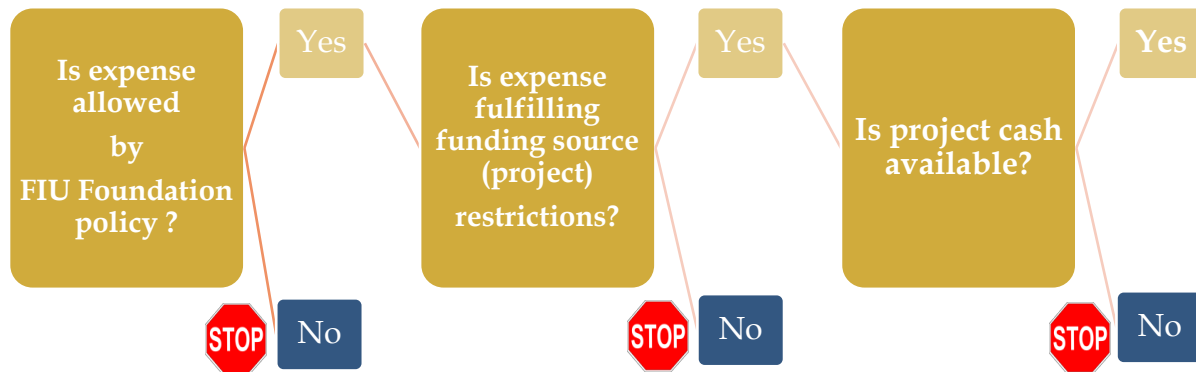 Is expense
allowed
by
FIU Foundation
policy ?
Yes
STOP
No
Is expense
fulfilling
funding source
(project)
restrictions?
Yes
STOP
No
Is project cash
available?
Yes
STOP
No